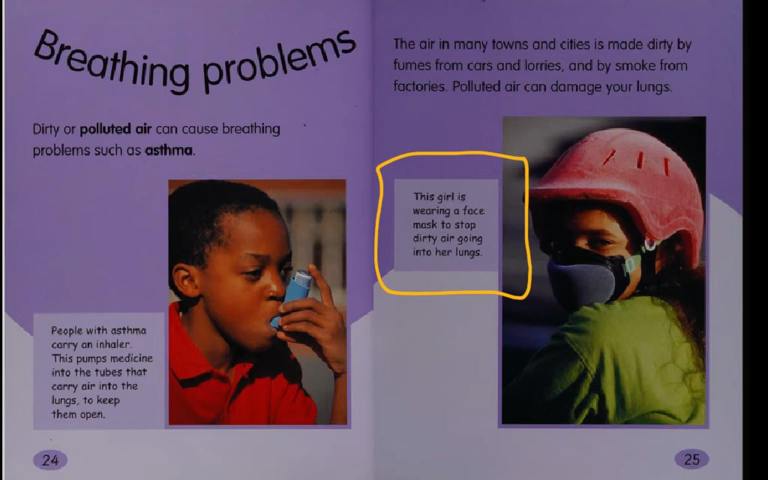 Breathing problems
Dirty or polluted air can cause breathing
problems such as asthma.
People with asthma
carry an inhaler.
This pumps medicine
into the tubes that
carry air into the
lungs, to keep
them open.
24
The air in many towns and cities is made dirty by
fumes from cars and lorries, and by smoke from
factories. Polluted air can damage your lungs.
This girl is
wearing a face
mask to stop
dirty air going
into her lungs.
25